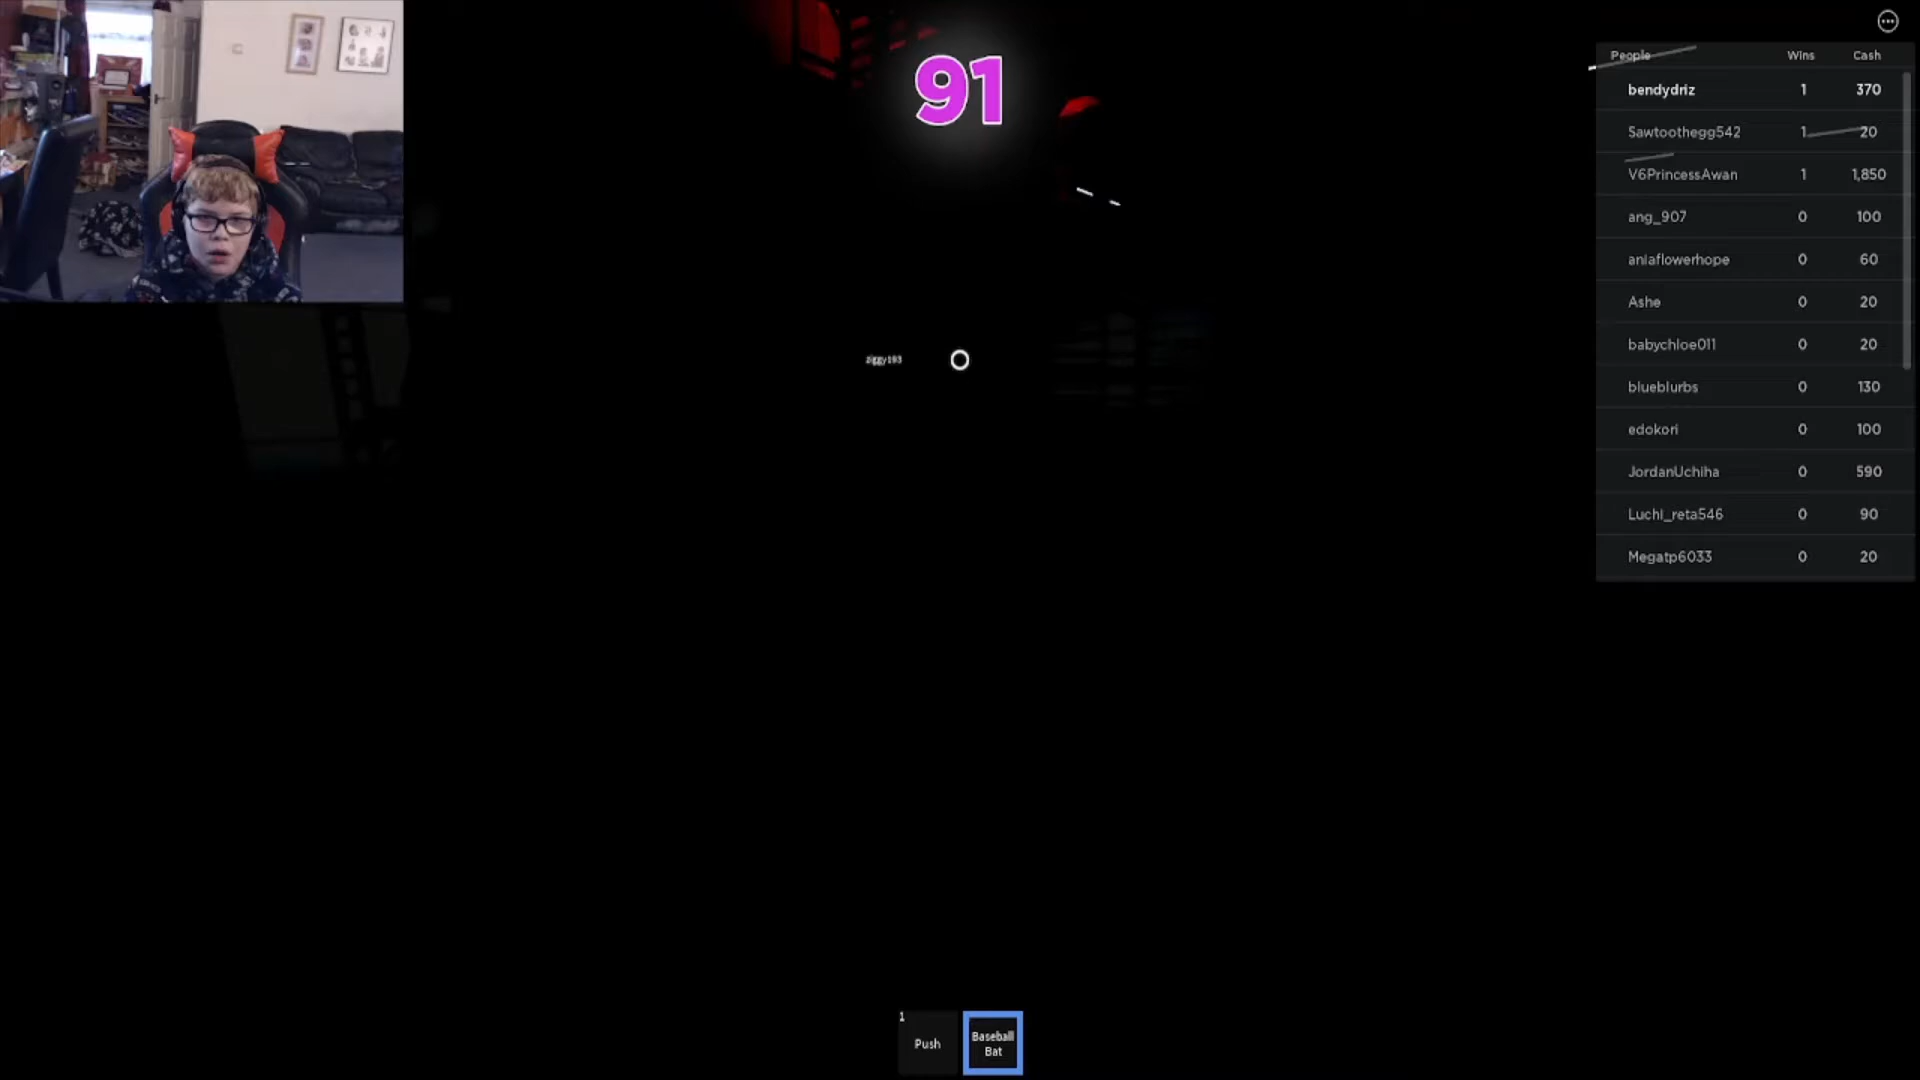 91
People Wins Cash
bendydriz 1 370
Sawtoothegg542 1 20
V6PrincessAwan 1 1,850
ang_907 0 100
aniaflowerhope 0 60
Ashe 0 20
babychloe011 0 20
blueblurbs 0 130
edokori 0 100
JordanUchiha 0 590
Luchi_reta546 0 90
Megatp6033 0 20
ziggy193
1
Push
Baseball
Bat